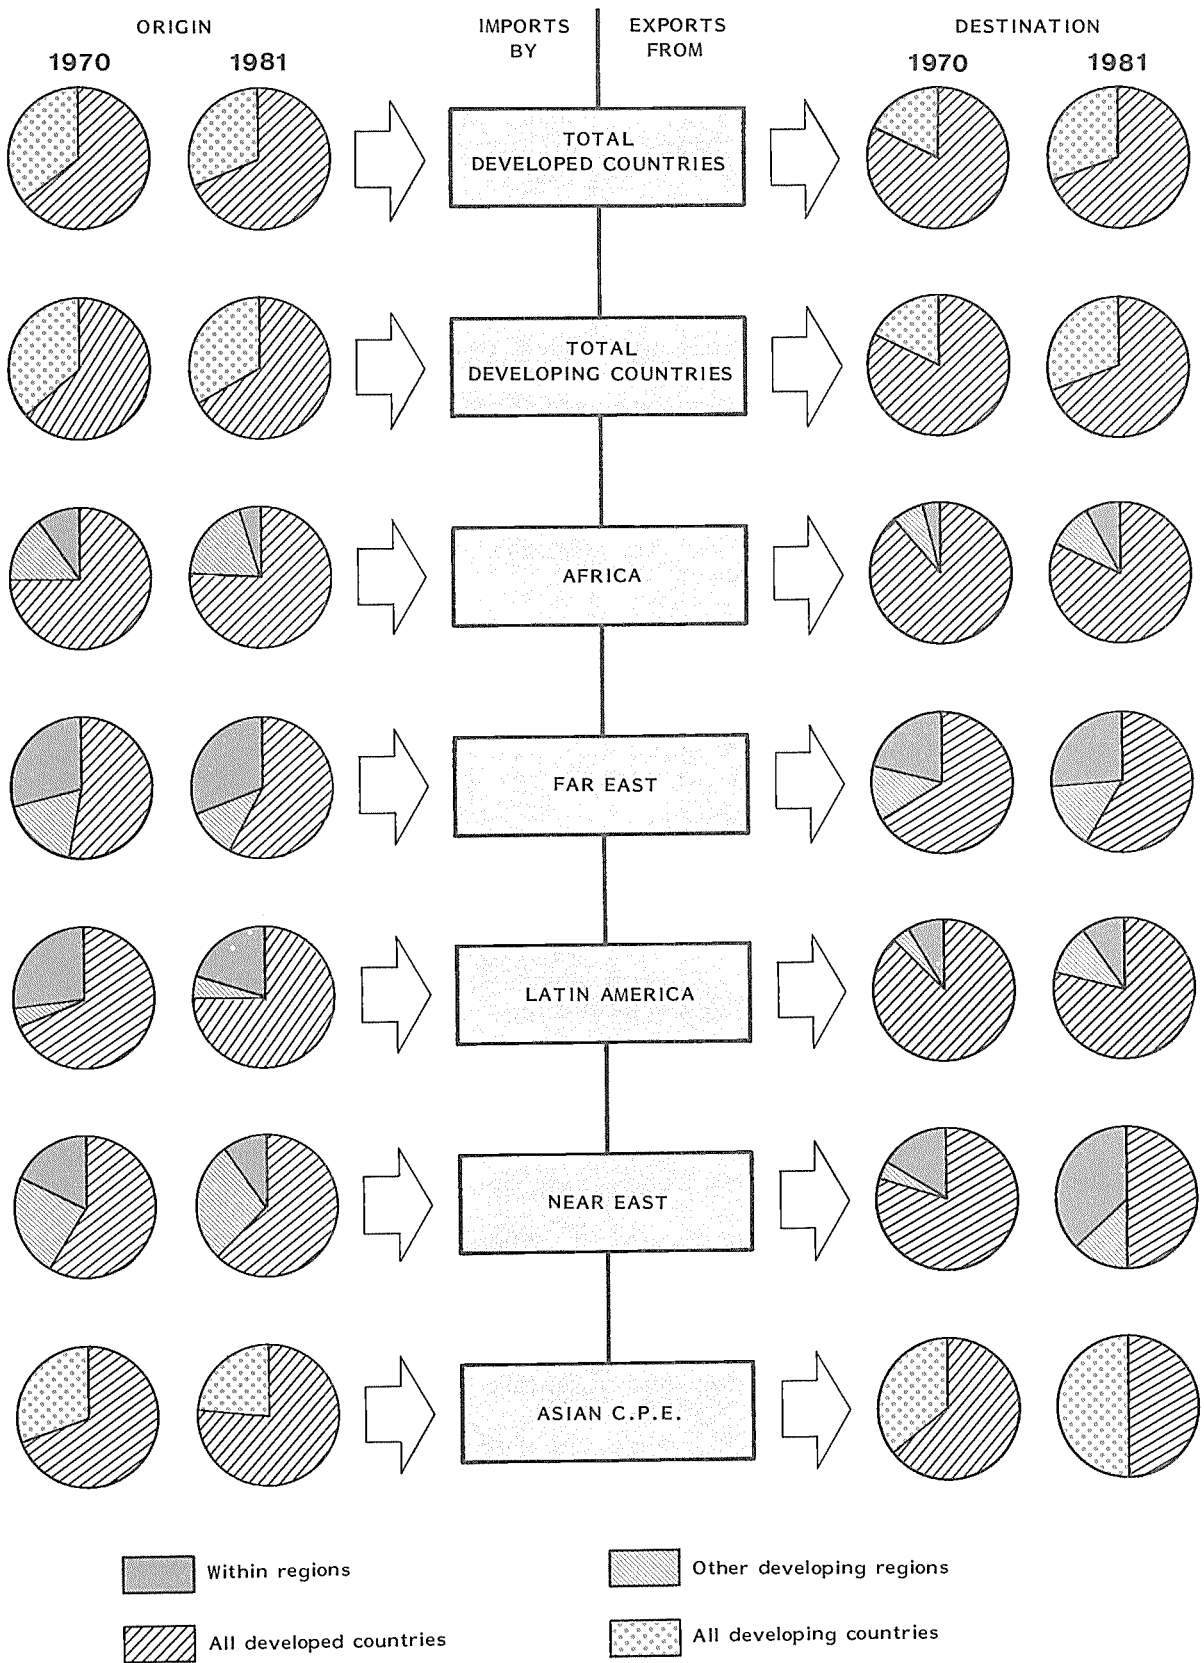 ORIGIN
1970 1981
IMPORTS
BY
EXPORTS
FROM
DESTINATION
1970 1981
TOTAL
DEVELOPED COUNTRIES
TOTAL
DEVELOPING COUNTRIES
AFRICA
FAR EAST
LATIN AMERICA
NEAR EAST
ASIAN C.P.E.
Within regions
Other developing regions
All developed countries
All developing countries